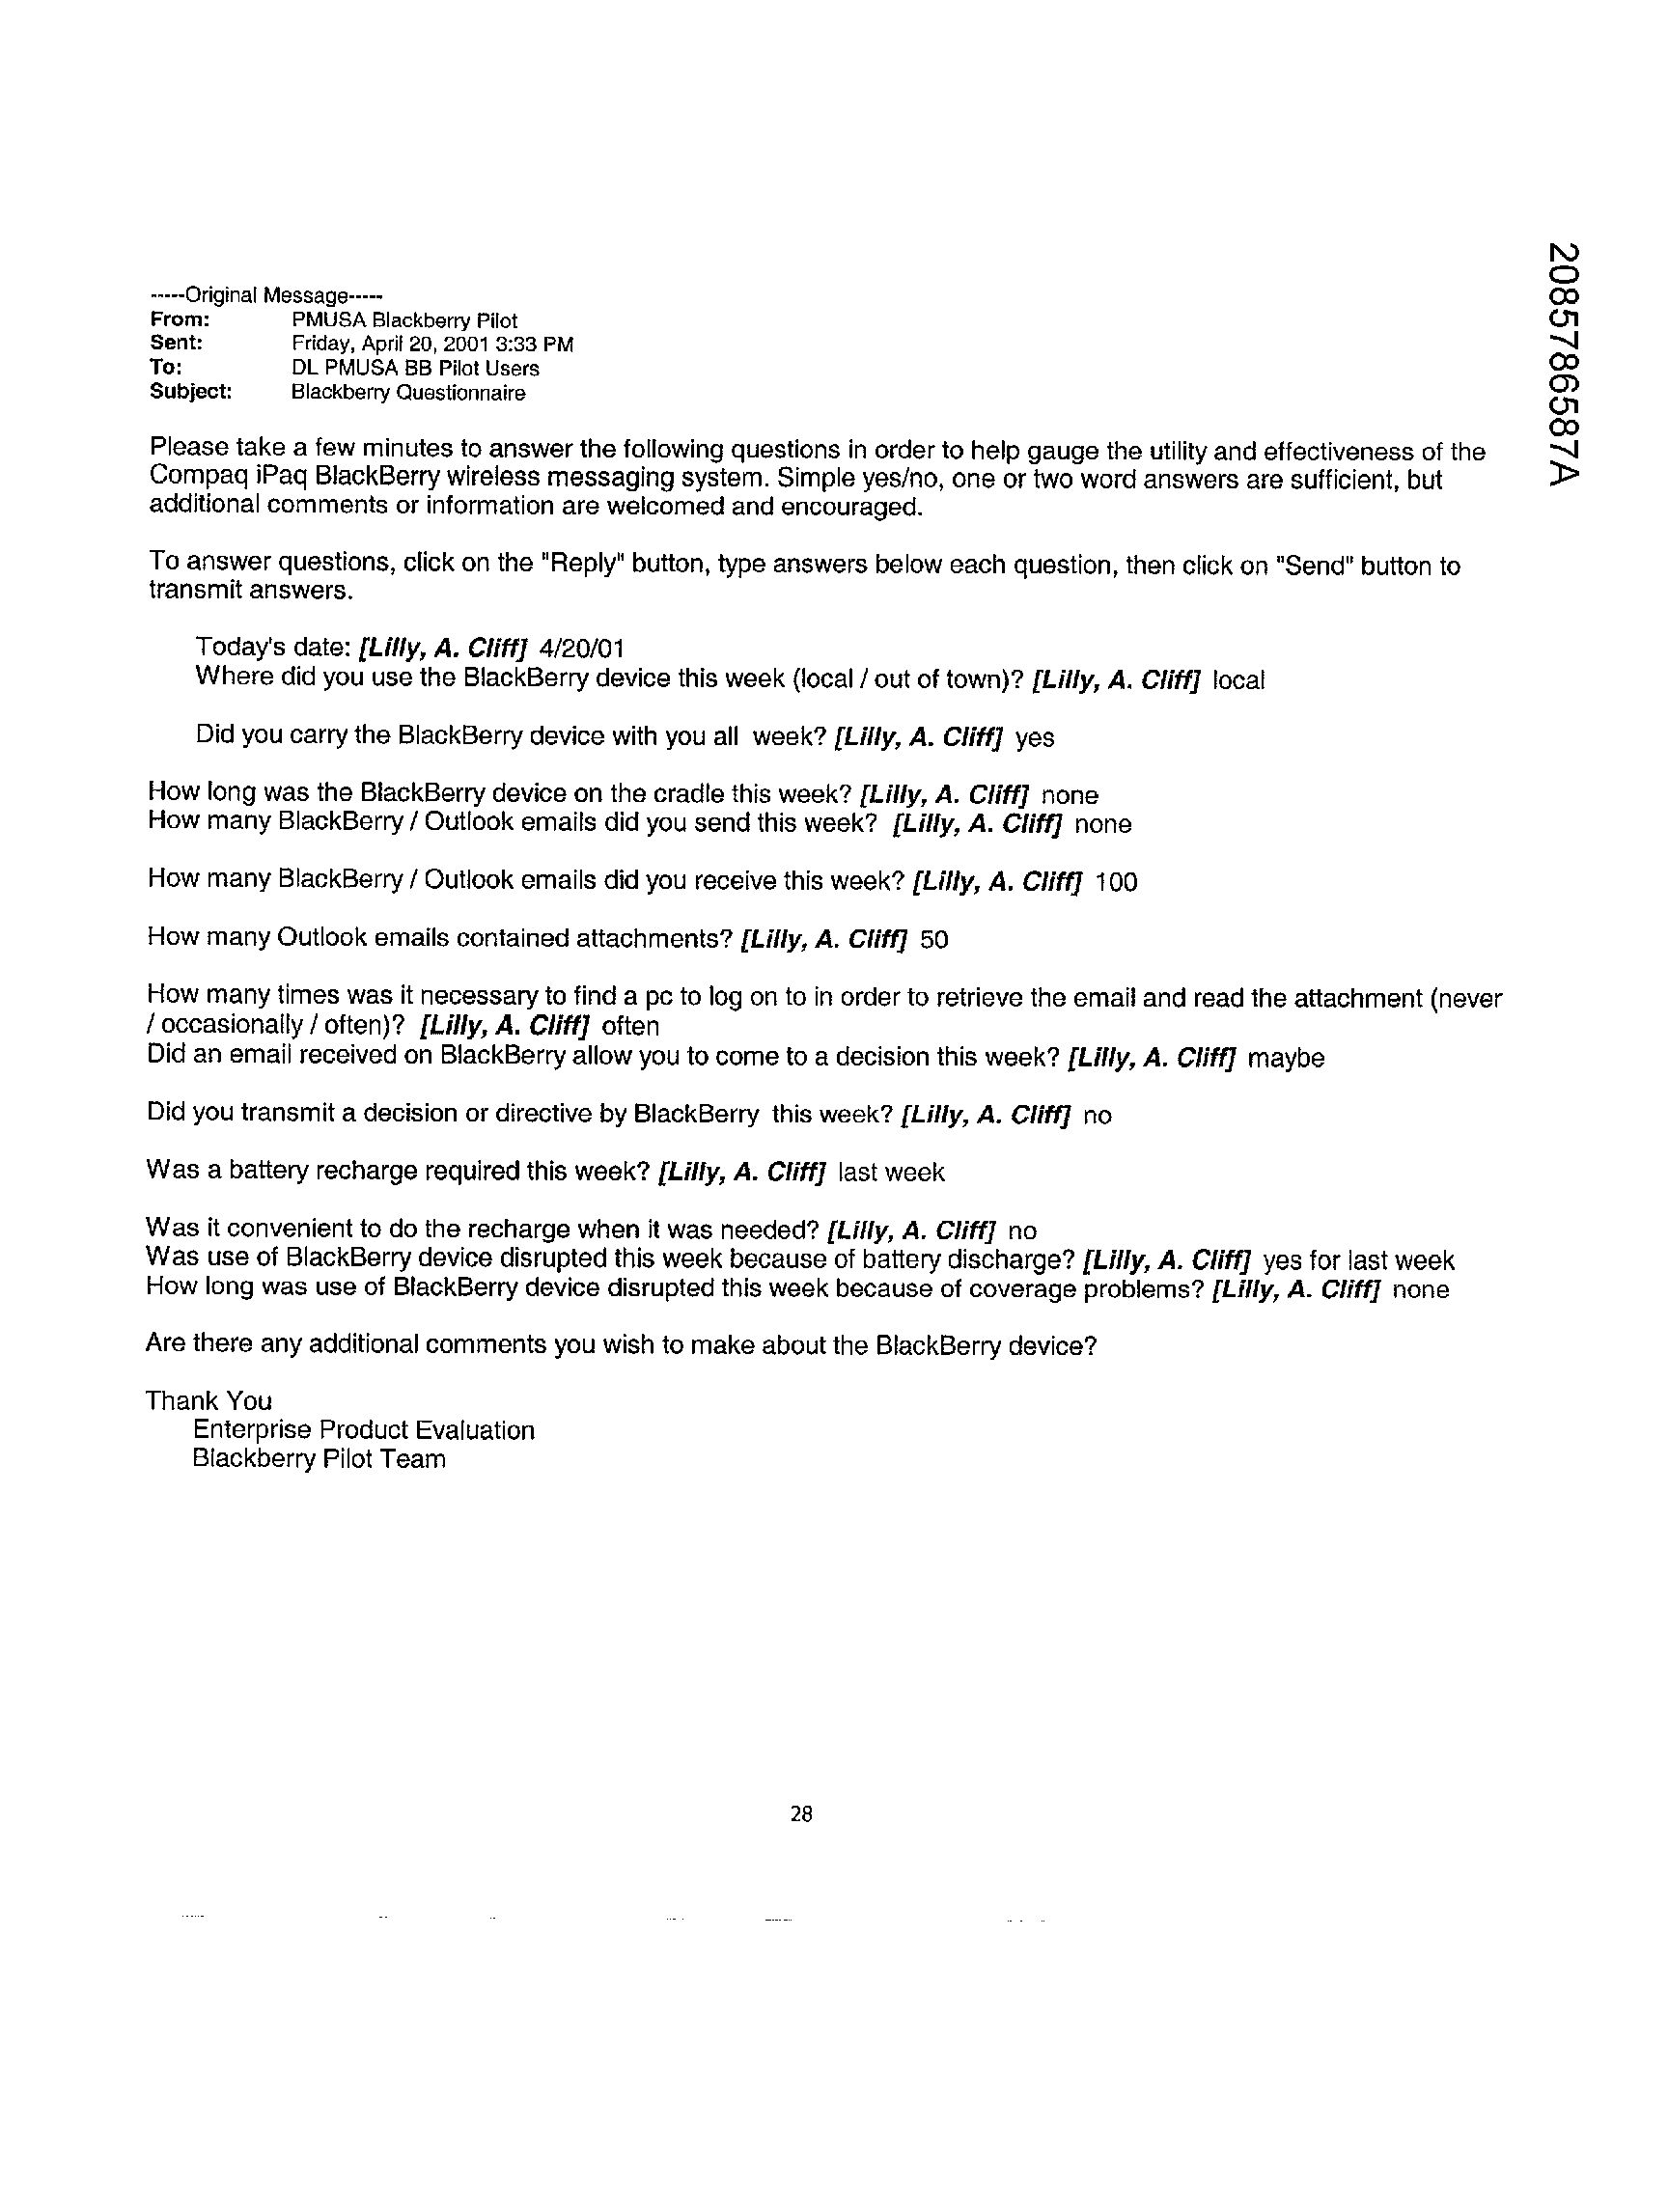 -----Original Message-----
From: PMUSA Blackberry Pilot
Sent: Friday, April 20, 2001 3:33 PM
To: DL PMUSA BB Pilot Users
Subject: Blackberry Questionnaire
Please take a few minutes to answer the following questions in order to help gauge the utility and effectiveness of the
Compaq iPaq BlackBerry wireless messaging system. Simple yes/no, one or two word answers are sufficient, but
additional comments or information are welcomed and encouraged.
To answer questions, click on the "Reply" button, type answers below each question, then click on "Send" button to
transmit answers.
Today's date: [Lilly, A. Cliff] 4/20/01
Where did you use the BlackBerry device this week (local / out of town)? [Lilly, A. Cliff] local
Did you carry the BlackBerry device with you all week? [Lilly, A. Cliff] yes
How long was the BlackBerry device on the cradle this week? [Lilly, A. Cliff] none
How many BlackBerry / Outlook emails did you send this week? [Lilly, A. Cliff] none
How many BlackBerry / Outlook emails did you receive this week? [Lilly, A. Cliff] 100
How many Outlook emails contained attachments? [Lilly, A. Cliff] 50
How many times was it necessary to find a pc to log on to in order to retrieve the email and read the attachment (never
/ occasionally / often)? [Lilly, A. Cliff] often
Did an email received on BlackBerry allow you to come to a decision this week? [Lilly, A. Cliff] maybe
Did you transmit a decision or directive by BlackBerry this week? [Lilly, A. Cliff] no
Was a battery recharge required this week? [Lilly, A. Cliff] last week
Was it convenient to do the recharge when it was needed? [Lilly, A. Cliff] no
Was use of BlackBerry device disrupted this week because of battery discharge? [Lilly, A. Cliff] yes for last week
How long was use of BlackBerry device disrupted this week because of coverage problems? [Lilly, A. Cliff] none
Are there any additional comments you wish to make about the BlackBerry device?
Thank You
Enterprise Product Evaluation
Blackberry Pilot Team
28
2085786587A